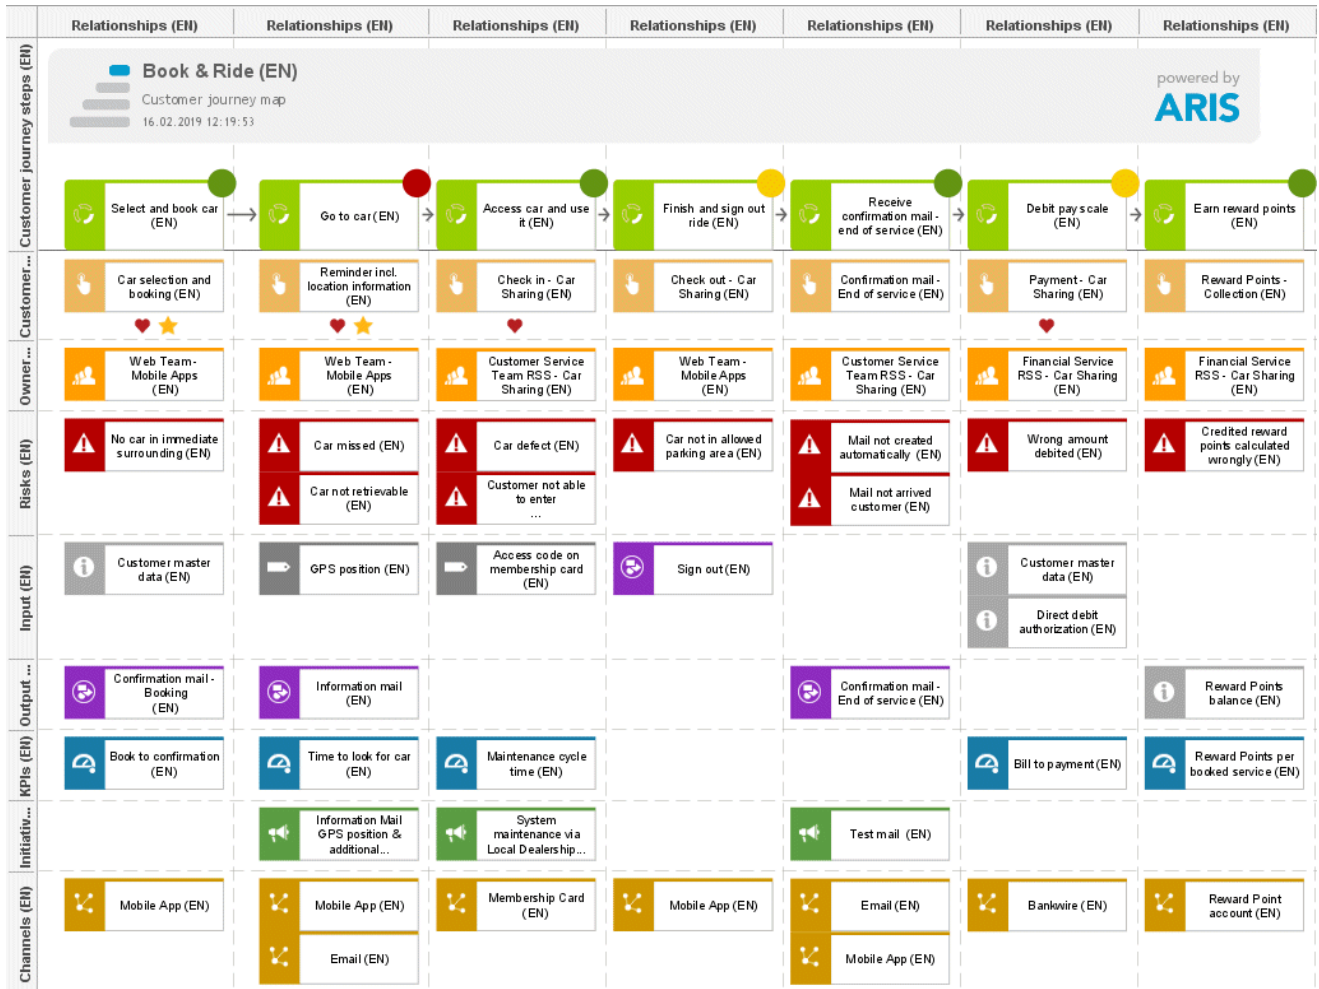 Relationships (EN) Relationships (EN) Relationships (EN) Relationships (EN) Relationships (EN) Relationships (EN) Relationships (EN)
Customer journey steps (EN)
Book & Ride (EN)
Customer journey map
16.02.2019 12:19:53
powered by
ARIS
Select and book car
(EN)
Go to car (EN)
Access car and use
it (EN)
Finish and sign out
ride (EN)
Receive
confirmation mail -
end of service (EN)
Debit pay scale
(EN)
Earn reward points
(EN)
Customer...
Car selection and
booking (EN)
Reminder incl.
location information
(EN)
Check in - Car
Sharing (EN)
Check out - Car
Sharing (EN)
Confirmation mail -
End of service (EN)
Payment - Car
Sharing (EN)
Reward Points -
Collection (EN)
Owner...
Web Team -
Mobile Apps
(EN)
Web Team -
Mobile Apps
(EN)
Customer Service
Team RSS - Car
Sharing (EN)
Web Team -
Mobile Apps
(EN)
Customer Service
Team RSS - Car
Sharing (EN)
Financial Service
RSS - Car Sharing
(EN)
Financial Service
RSS - Car Sharing
(EN)
Risks (EN)
No car in immediate
surrounding (EN)
Car missed (EN)
Car not retrievable
(EN)
Car defect (EN)
Customer not able
to enter
...
Car not in allowed
parking area (EN)
Mail not created
automatically (EN)
Mail not arrived
customer (EN)
Wrong amount
debited (EN)
Credited reward
points calculated
wrongly (EN)
Input (EN)
Customer master
data (EN)
GPS position (EN)
Access code on
membership card
(EN)
Sign out (EN)
Customer master
data (EN)
Direct debit
authorization (EN)
Output ...
Confirmation mail -
Booking
(EN)
Information mail
(EN)
Confirmation mail -
End of service (EN)
Reward Points
balance (EN)
KPIs (EN)
Book to confirmation
(EN)
Time to look for car
(EN)
Maintenance cycle
time (EN)
Bill to payment (EN)
Reward Points per
booked service (EN)
Initiativ...
Information Mail
GPS position &
additional...
System
maintenance via
Local Dealership...
Test mail (EN)
Channels (EN)
Mobile App (EN)
Mobile App (EN)
Email (EN)
Membership Card
(EN)
Mobile App (EN)
Email (EN)
Mobile App (EN)
Bankwire (EN)
Reward Point
account (EN)